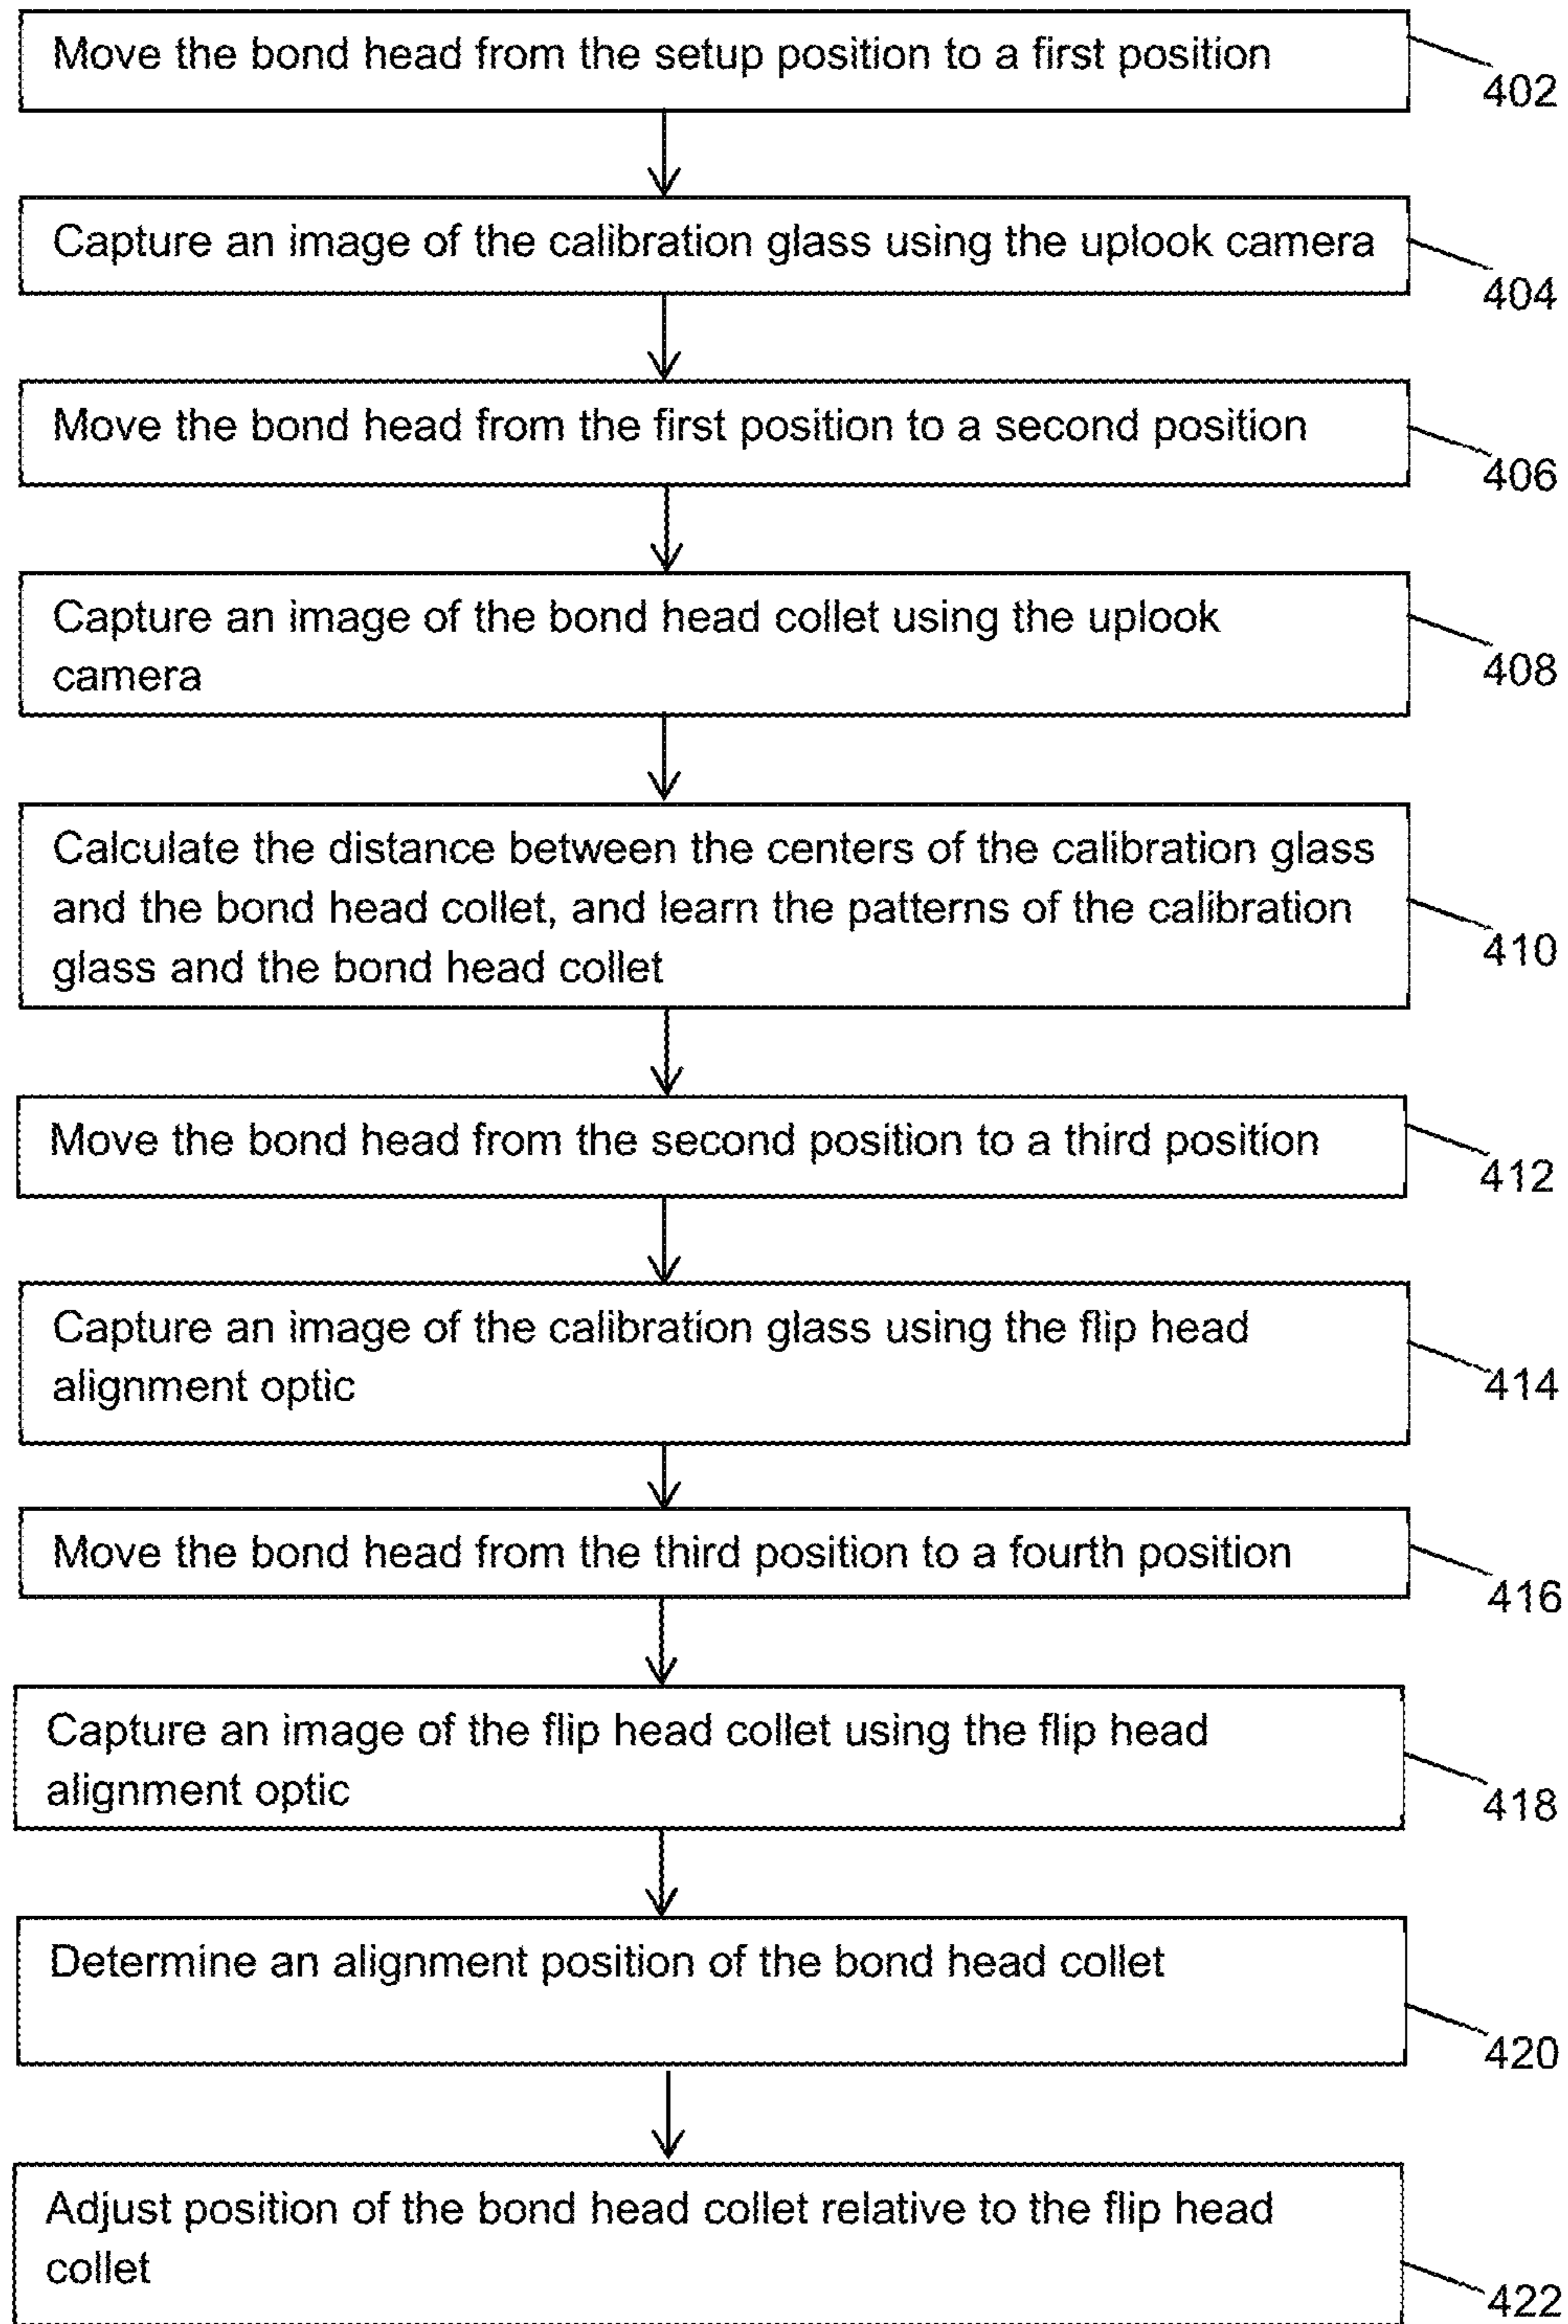 Move the bond head from the setup position to a first position
402
Capture an image of the calibration glass using the uplook camera
404
Move the bond head from the first position to a second position
406
Capture an image of the bond head collet using the uplook
camera
408
Calculate the distance between the centers of the calibration glass
and the bond head collet, and learn the patterns of the calibration
glass and the bond head collet
410
Move the bond head from the second position to a third position
412
Capture an image of the calibration glass using the flip head
alignment optic
414
Move the bond head from the third position to a fourth position
416
Capture an image of the flip head collet using the flip head
alignment optic
418
Determine an alignment position of the bond head collet
420
Adjust position of the bond head collet relative to the flip head
collet
422